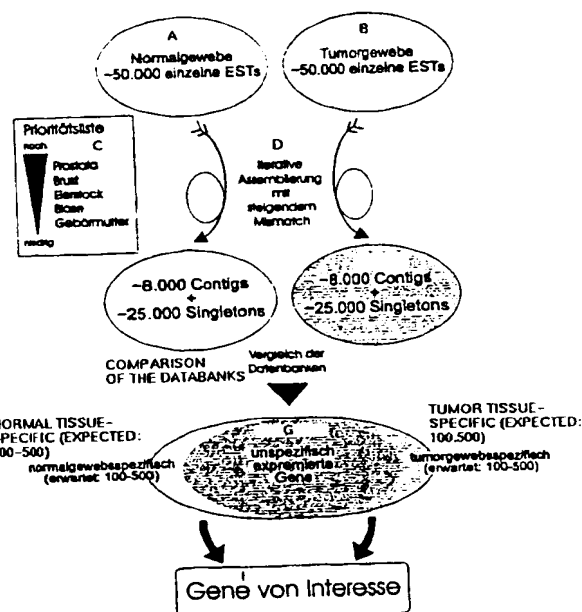 A
Normalgewebe
~50.000 einzelne ESTs
B
Tumorgewebe
~50.000 einzelne ESTs
Prioritätsliste
C
hoch
Prostata
Brust
Eierstock
Blase
Gebärmutter
niedrig
D
Iterative
Assemblierung
mit
steigendem
Mismatch
~8.000 Contigs
+
~25.000 Singletons
~8.000 Contigs
+
~25.000 Singletons
COMPARISON
OF THE DATABANKS
Vergleich der
Datenbanken
NORMAL TISSUE-
SPECIFIC (EXPECTED:
100-500)
normalgewebsspezifisch
(erwartet: 100-500)
G
unspezifisch
exprimierte
Gene
TUMOR TISSUE-
SPECIFIC (EXPECTED:
100.500)
tumorgewebsspezifisch
(erwartet: 100-500)
Gene von Interesse